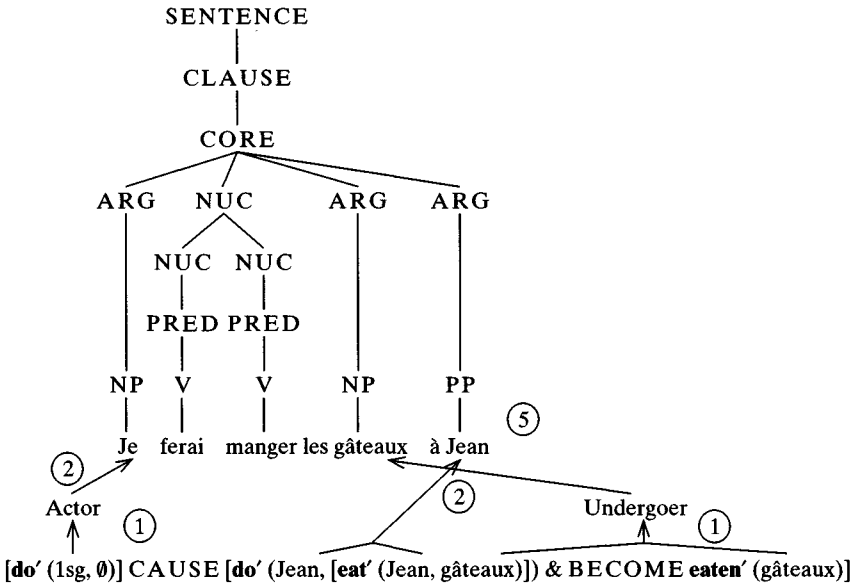 SENTENCE
CLAUSE
CORE
ARG NUC ARG ARG
NUC NUC
PRED PRED
NP V V NP PP
⑤
Je ferai manger les gâteaux à Jean
② ②
Actor ① Undergoer ①
[do′ (1sg, Ø)] CAUSE [do′ (Jean, [eat′ (Jean, gâteaux)]) & BECOME eaten′ (gâteaux)]